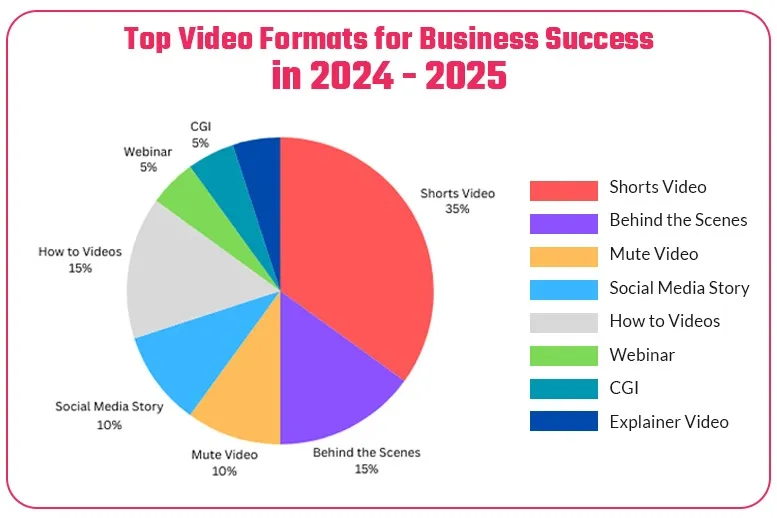 Top Video Formats for Business Success
in 2024 - 2025
CGI
5%
Webinar
5%
Shorts Video
35%
How to Videos
15%
Social Media Story
10%
Mute Video
10%
Behind the Scenes
15%
Shorts Video
Behind the Scenes
Mute Video
Social Media Story
How to Videos
Webinar
CGI
Explainer Video